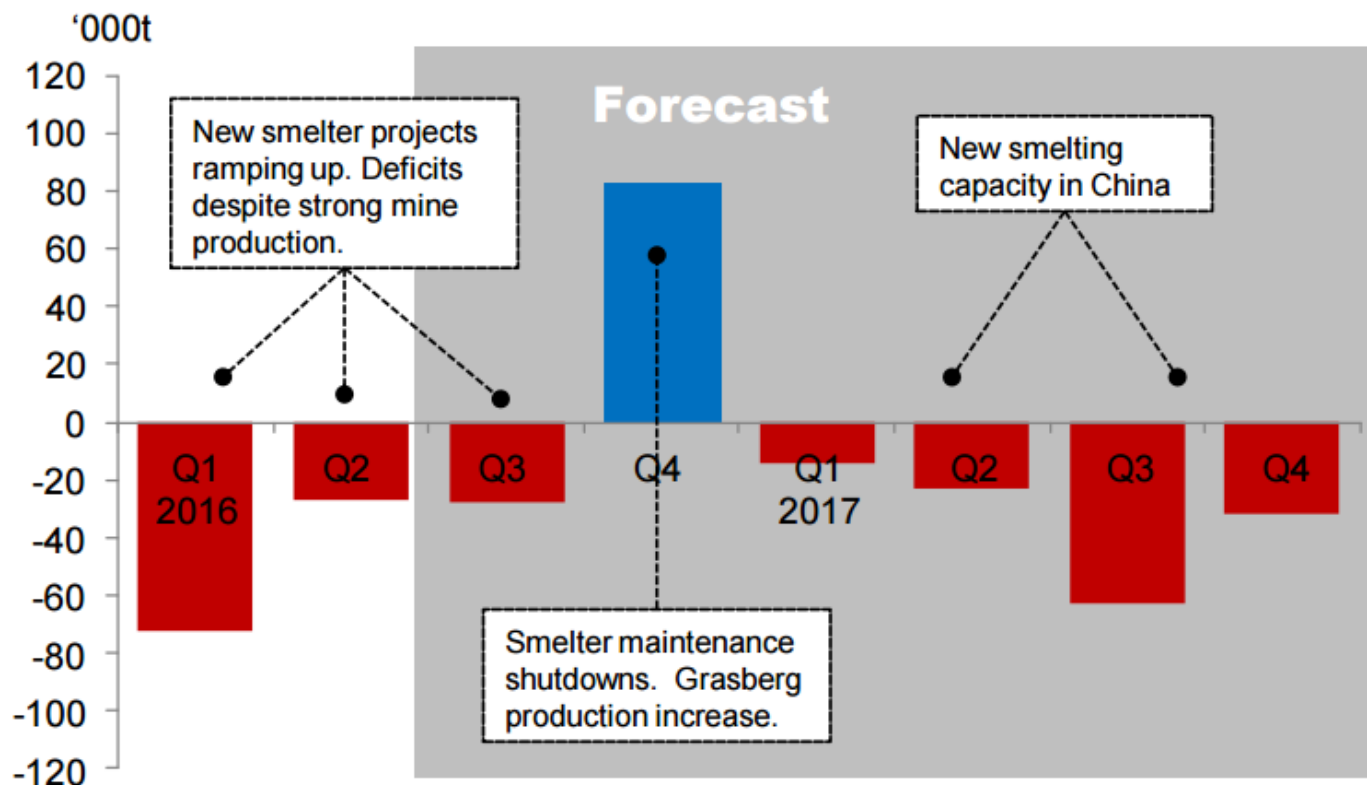 ‘000t
120
100
80
60
40
20
0
-20
-40
-60
-80
-100
-120
Forecast
New smelter projects
ramping up. Deficits
despite strong mine
production.
New smelting
capacity in China
Q1
2016
Q2
Q3
Q4
Q1
2017
Q2
Q3
Q4
Smelter maintenance
shutdowns.  Grasberg
production increase.